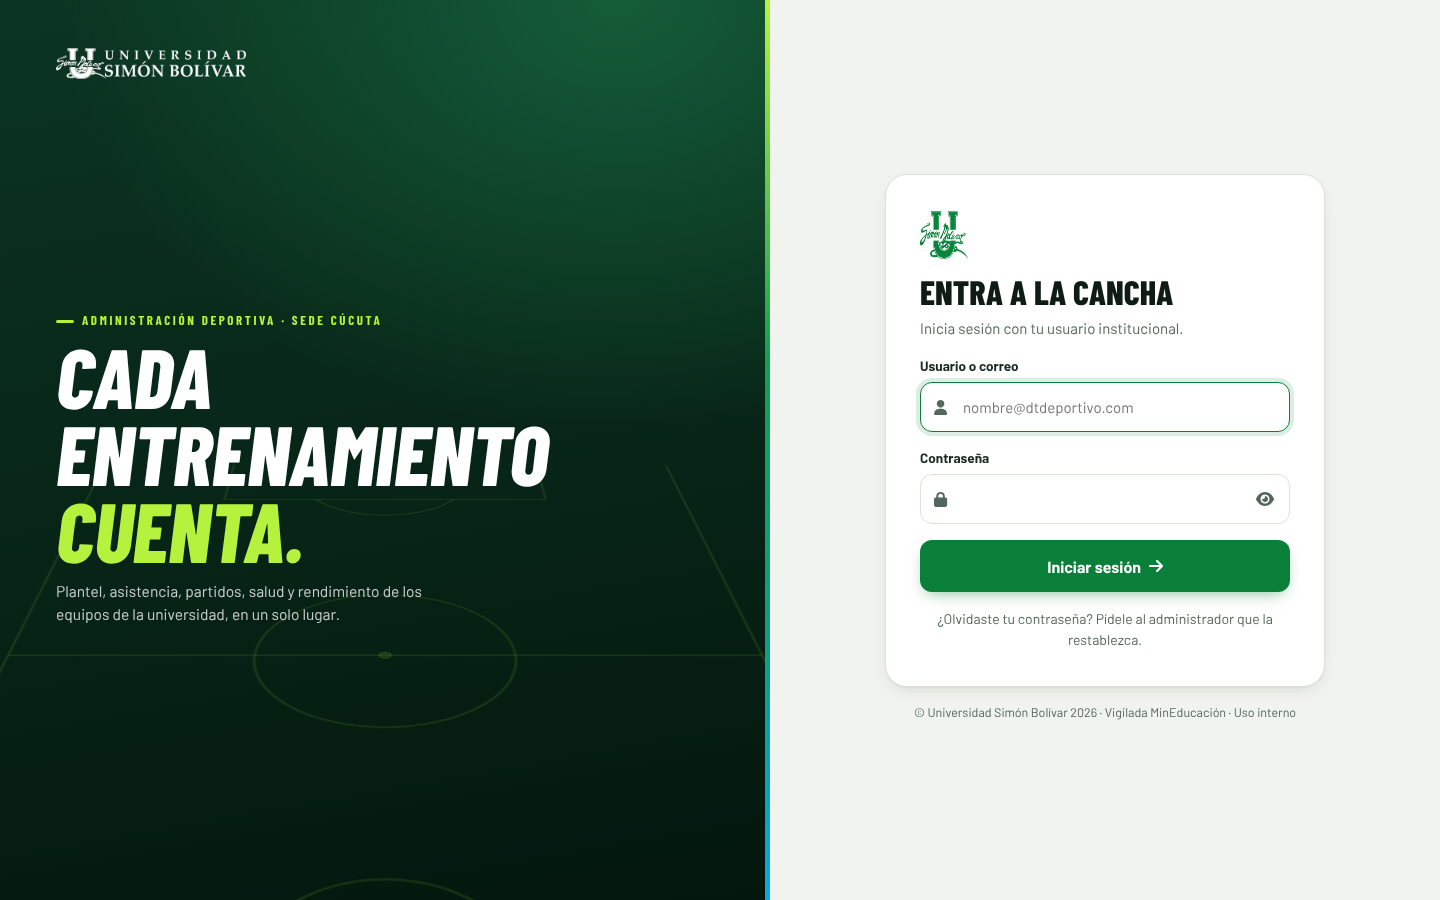 UNIVERSIDAD
SIMÓN BOLÍVAR
ADMINISTRACIÓN DEPORTIVA · SEDE CÚCUTA
CADA
ENTRENAMIENTO
CUENTA.
Plantel, asistencia, partidos, salud y rendimiento de los
equipos de la universidad, en un solo lugar.
Simón Bolívar
ENTRA A LA CANCHA
Inicia sesión con tu usuario institucional.
Usuario o correo
nombre@dtdeportivo.com
Contraseña
Iniciar sesión
¿Olvidaste tu contraseña? Pídele al administrador que la
restablezca.
© Universidad Simón Bolívar 2026 · Vigilada MinEducación · Uso interno